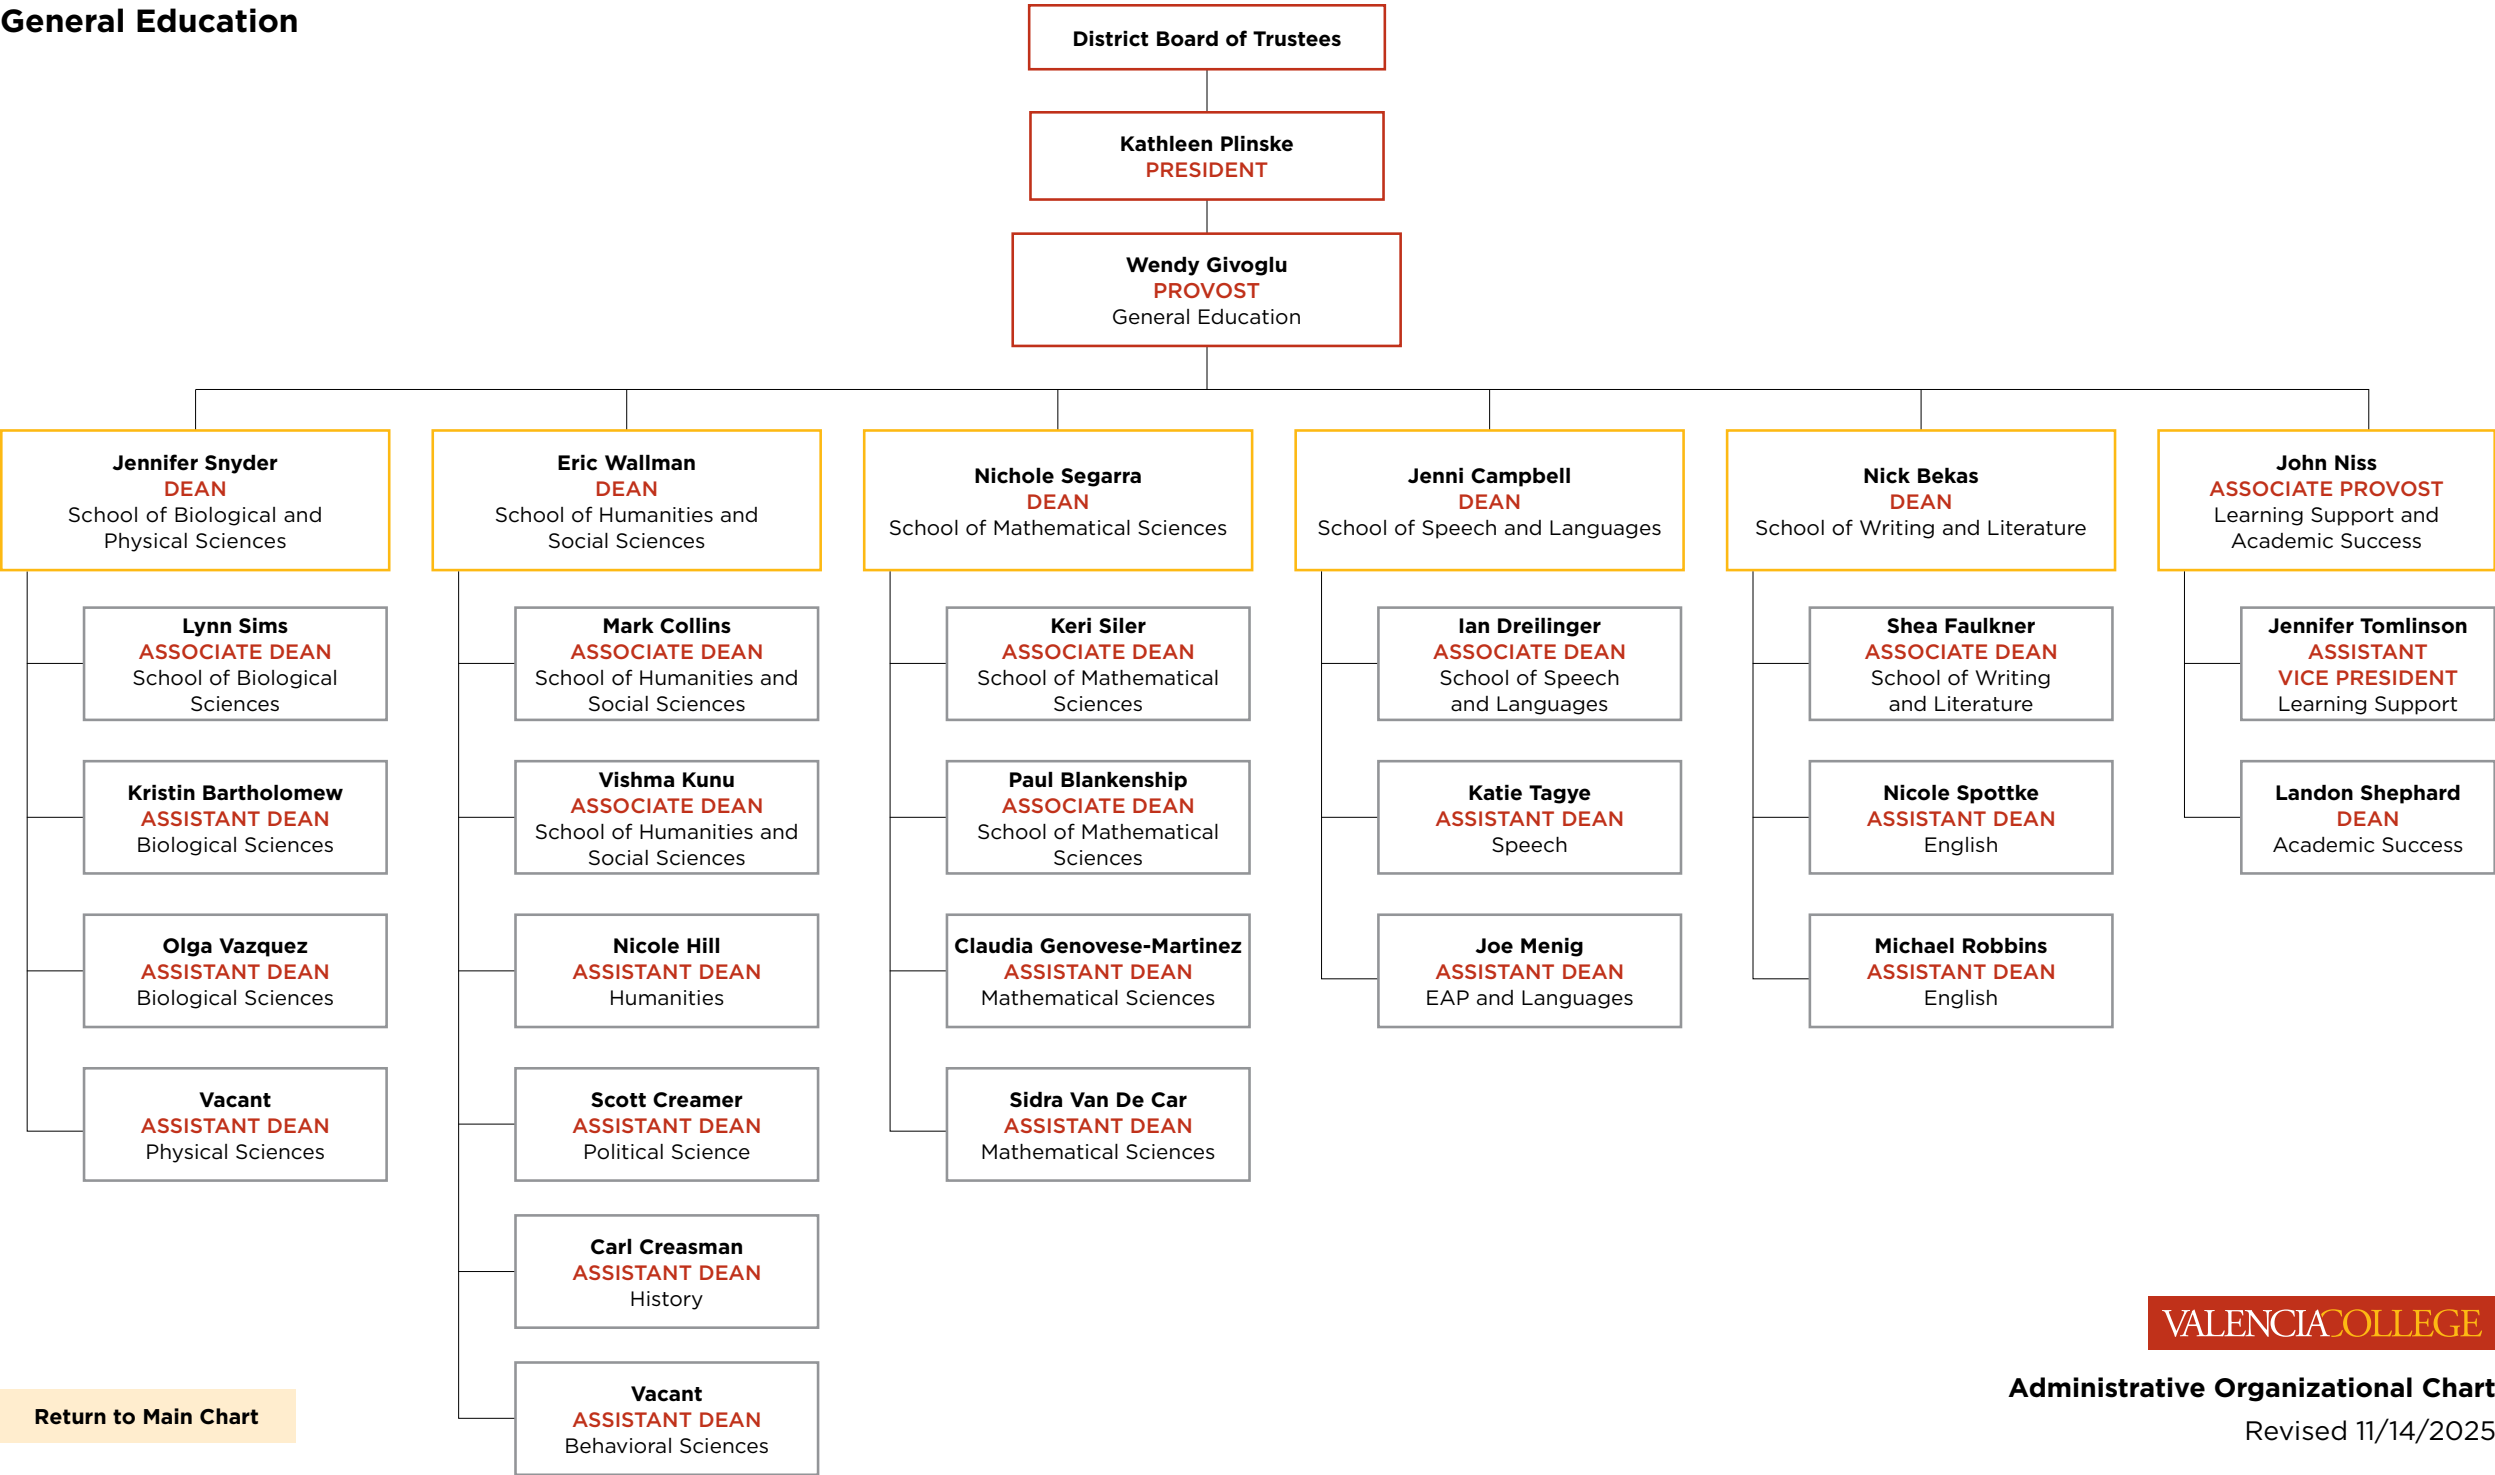 General Education
District Board of Trustees
Kathleen Plinske
PRESIDENT
Wendy Givoglu
PROVOST
General Education
Jennifer Snyder
DEAN
School of Biological and
Physical Sciences
Lynn Sims
ASSOCIATE DEAN
School of Biological
Sciences
Kristin Bartholomew
ASSISTANT DEAN
Biological Sciences
Olga Vazquez
ASSISTANT DEAN
Biological Sciences
Vacant
ASSISTANT DEAN
Physical Sciences
Eric Wallman
DEAN
School of Humanities and
Social Sciences
Mark Collins
ASSOCIATE DEAN
School of Humanities and
Social Sciences
Vishma Kunu
ASSOCIATE DEAN
School of Humanities and
Social Sciences
Nicole Hill
ASSISTANT DEAN
Humanities
Scott Creamer
ASSISTANT DEAN
Political Science
Carl Creasman
ASSISTANT DEAN
History
Vacant
ASSISTANT DEAN
Behavioral Sciences
Nichole Segarra
DEAN
School of Mathematical Sciences
Keri Siler
ASSOCIATE DEAN
School of Mathematical
Sciences
Paul Blankenship
ASSOCIATE DEAN
School of Mathematical
Sciences
Claudia Genovese-Martinez
ASSISTANT DEAN
Mathematical Sciences
Sidra Van De Car
ASSISTANT DEAN
Mathematical Sciences
Jenni Campbell
DEAN
School of Speech and Languages
Ian Dreilinger
ASSOCIATE DEAN
School of Speech
and Languages
Katie Tagye
ASSISTANT DEAN
Speech
Joe Menig
ASSISTANT DEAN
EAP and Languages
Nick Bekas
DEAN
School of Writing and Literature
Shea Faulkner
ASSOCIATE DEAN
School of Writing
and Literature
Nicole Spottke
ASSISTANT DEAN
English
Michael Robbins
ASSISTANT DEAN
English
John Niss
ASSOCIATE PROVOST
Learning Support and
Academic Success
Jennifer Tomlinson
ASSISTANT
VICE PRESIDENT
Learning Support
Landon Shephard
DEAN
Academic Success
Return to Main Chart
VALENCIACOLLEGE
Administrative Organizational Chart
Revised 11/14/2025